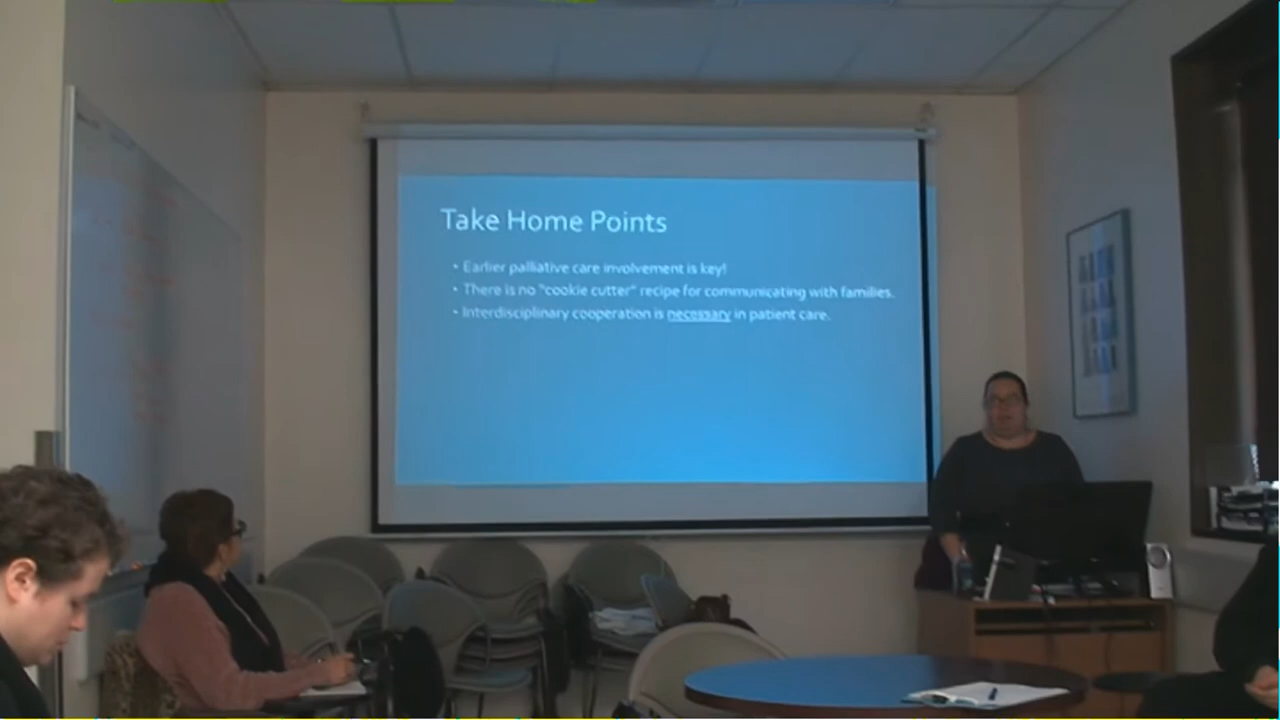 Take Home Points
• Earlier palliative care involvement is key!
• There is no "cookie cutter" recipe for communicating with families.
• Interdisciplinary cooperation is necessary in patient care.